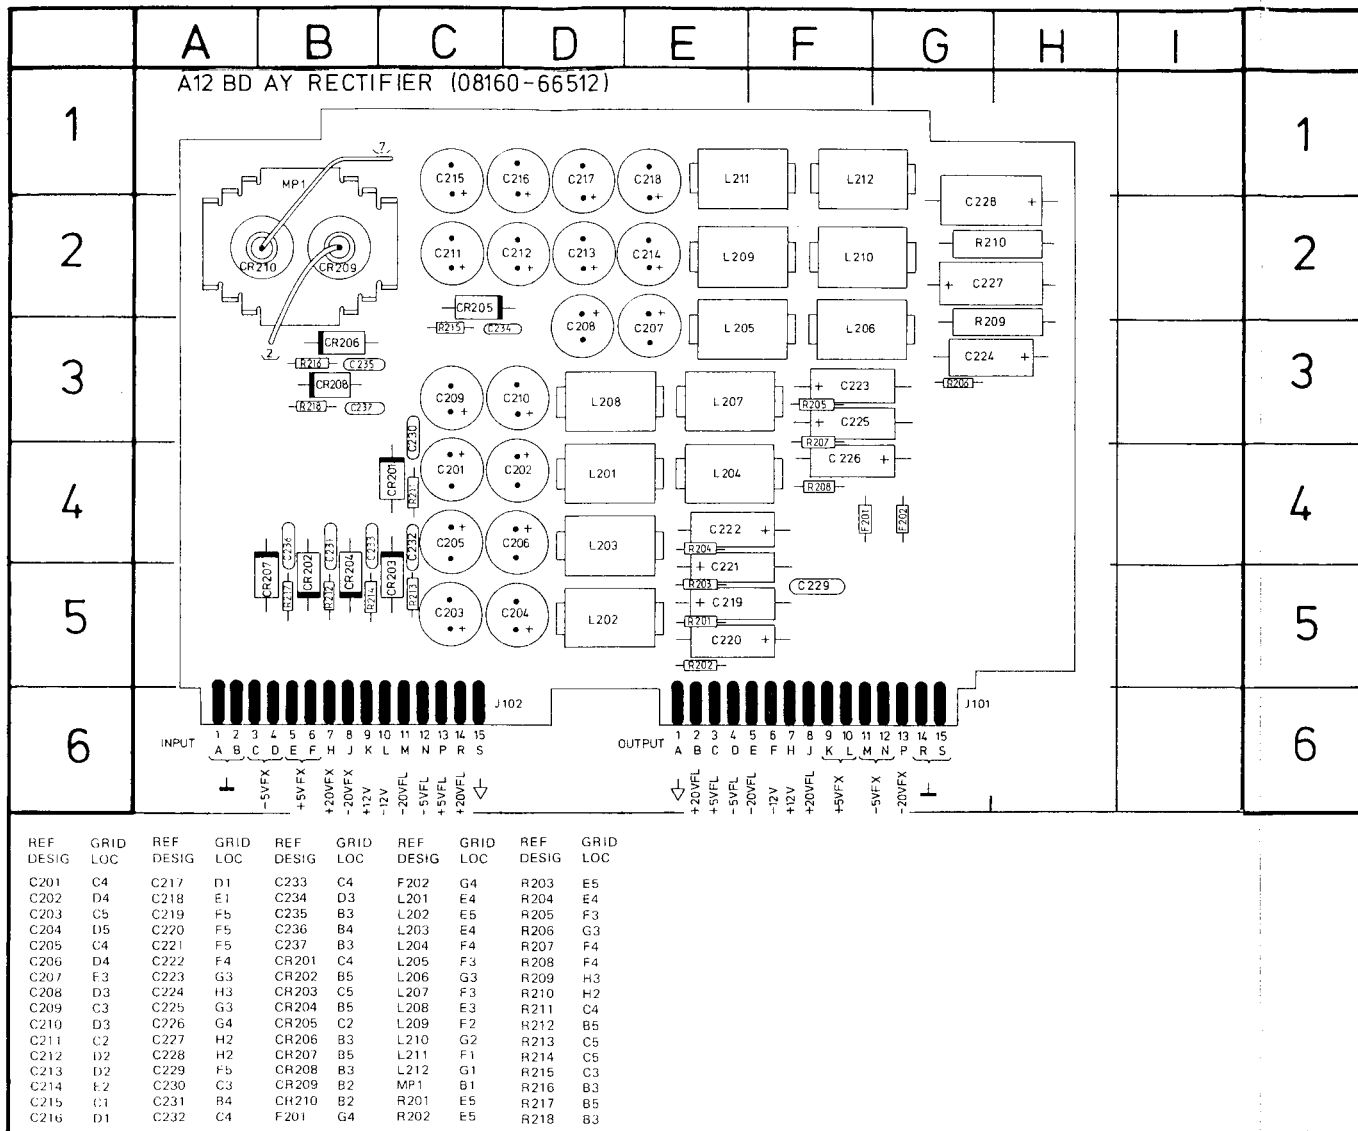 A B C D E F G H I
A12 BD AY RECTIFIER (08160-66512)
1 1
7
MP1 C215 C216 C217 C218 L211 L212
C228
2 2
R210
CR210 CR209 C211 C212 C213 C214 L209 L210
C227
CR205
R215 C234 C208 C207 L205 L206 R209
2 CR206
C224
3 3
R216 C235
CR208 C223 R206
R218 C237 C209 C210 L208 L207 R205
C225
C230 R207
C226
4 4
CR201 C201 C202 L201 L204
R211 R208
F201 F202
C236 C231 C233 C232 C205 C206 L203 C222
R204
C221
CR207 CR202 CR204 CR203
R203 C229
5 5
R217 R212 R214 R213 C203 C204 L202 C219
R201
C220
R202
J102 J101
6 6
INPUT 1 2 3 4 5 6 7 8 9 10 11 12 13 14 15
A B C D E F H J K L M N P R S
-5VFX +5VFX +20VFX -20VFX +12V -12V -20VFL -5VFL +5VFL +20VFL
OUTPUT 1 2 3 4 5 6 7 8 9 10 11 12 13 14 15
A B C D E F H J K L M N P R S
+20VFL +5VFL -5VFL -20VFL -12V +12V +20VFL +5VFX -5VFX -20VFX
REF GRID REF GRID REF GRID REF GRID REF GRID
DESIG LOC DESIG LOC DESIG LOC DESIG LOC DESIG LOC
C201 C4 C217 D1 C233 C4 F202 G4 R203 E5
C202 D4 C218 E1 C234 D3 L201 E4 R204 E4
C203 C5 C219 F5 C235 B3 L202 E5 R205 F3
C204 D5 C220 F5 C236 B4 L203 E4 R206 G3
C205 C4 C221 F5 C237 B3 L204 F4 R207 F4
C206 D4 C222 F4 CR201 C4 L205 F3 R208 F4
C207 E3 C223 G3 CR202 B5 L206 G3 R209 H3
C208 D3 C224 H3 CR203 C5 L207 F3 R210 H2
C209 C3 C225 G3 CR204 B5 L208 E3 R211 C4
C210 D3 C226 G4 CR205 C2 L209 F2 R212 B5
C211 C2 C227 H2 CR206 B3 L210 G2 R213 C5
C212 D2 C228 H2 CR207 B5 L211 F1 R214 C5
C213 D2 C229 F5 CR208 B3 L212 G1 R215 C3
C214 E2 C230 C3 CR209 B2 MP1 B1 R216 B3
C215 C1 C231 B4 CR210 B2 R201 E5 R217 B5
C216 D1 C232 C4 F201 G4 R202 E5 R218 B3